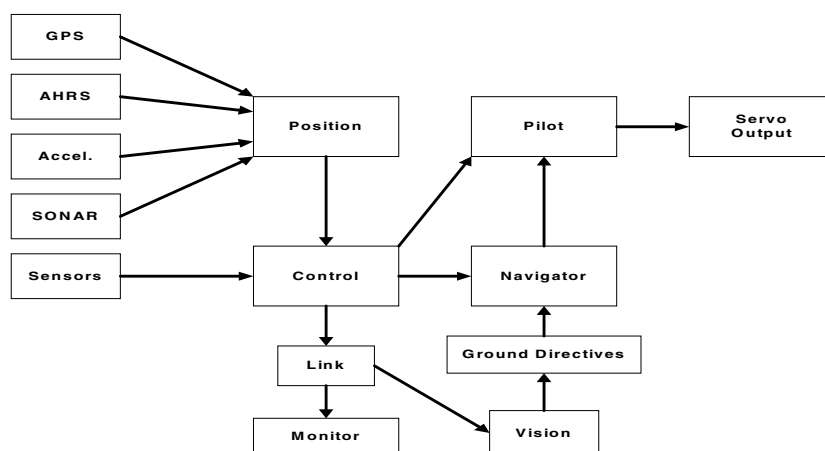 GPS
AHRS
Accel.
SONAR
Sensors
Position
Control
Link
Monitor
Pilot
Navigator
Ground Directives
Vision
Servo
Output